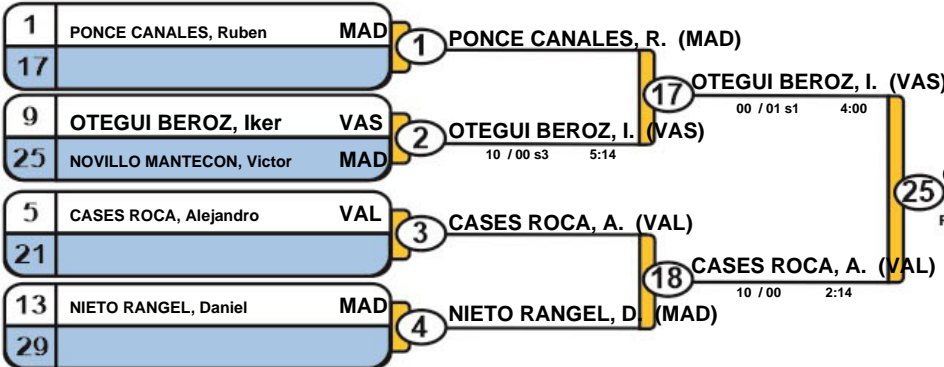 1 PONCE CANALES, Ruben MAD
17
1 PONCE CANALES, R. (MAD)
9 OTEGUI BEROZ, Iker VAS
25 NOVILLO MANTECON, Victor MAD
2 OTEGUI BEROZ, I. (VAS)
10 / 00 s3 5:14
17 OTEGUI BEROZ, I. (VAS)
00 / 01 s1 4:00
5 CASES ROCA, Alejandro VAL
21
3 CASES ROCA, A. (VAL)
13 NIETO RANGEL, Daniel MAD
29
4 NIETO RANGEL, D. (MAD)
18 CASES ROCA, A. (VAL)
10 / 00 2:14
25